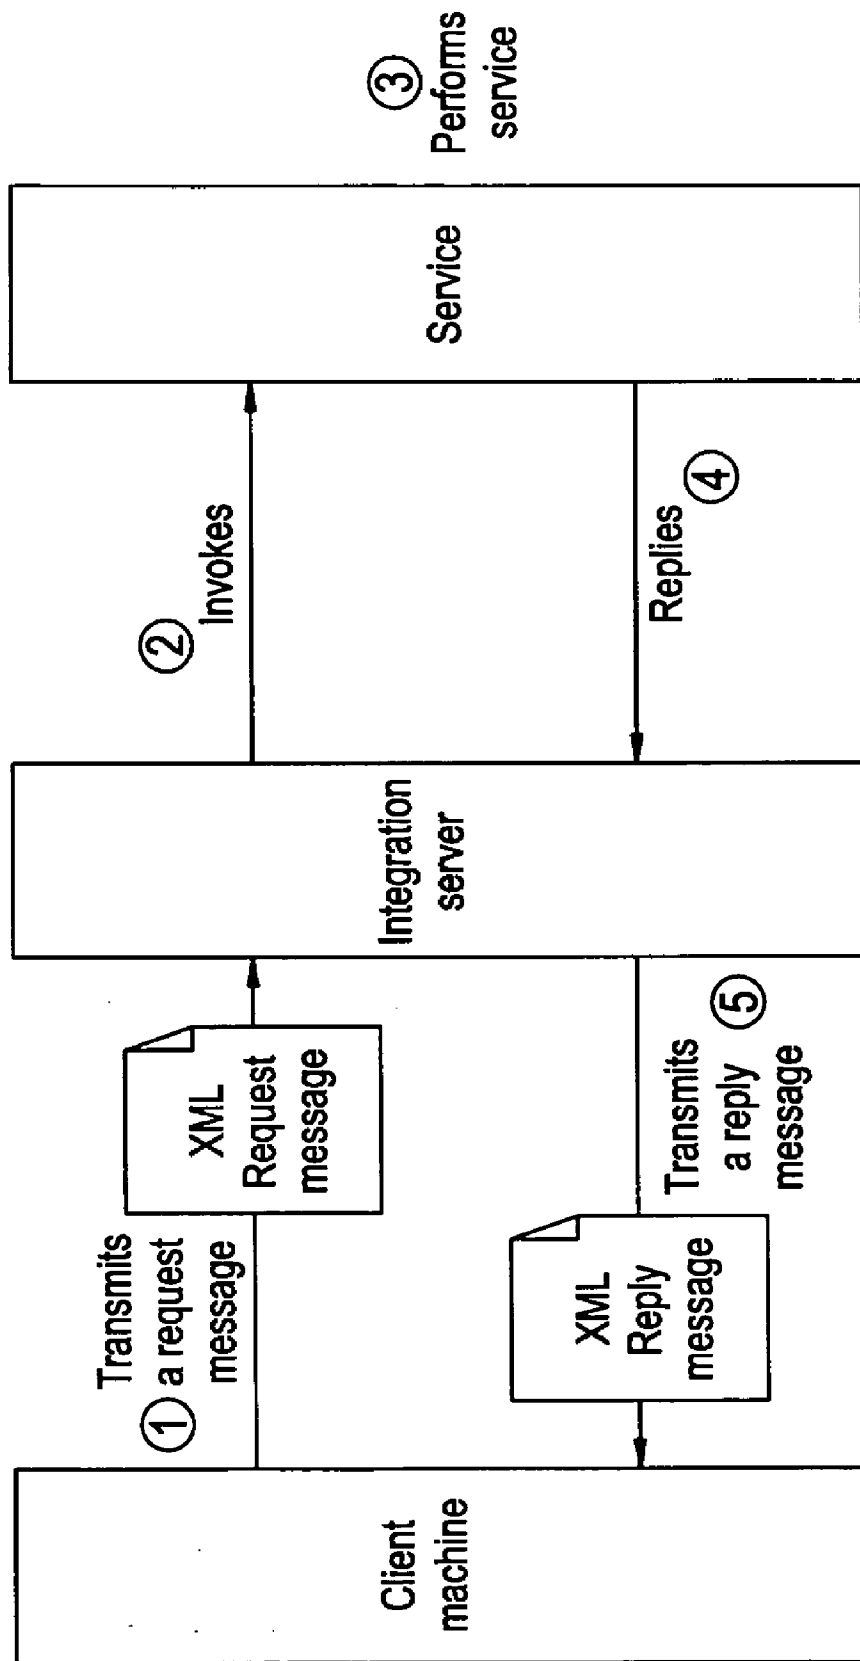 Client
machine
1
Transmits
a request
message
XML
Request
message
Integration
server
2
Invokes
Service
3
Performs
service
Replies
4
Transmits
a reply
message
5
XML
Reply
message